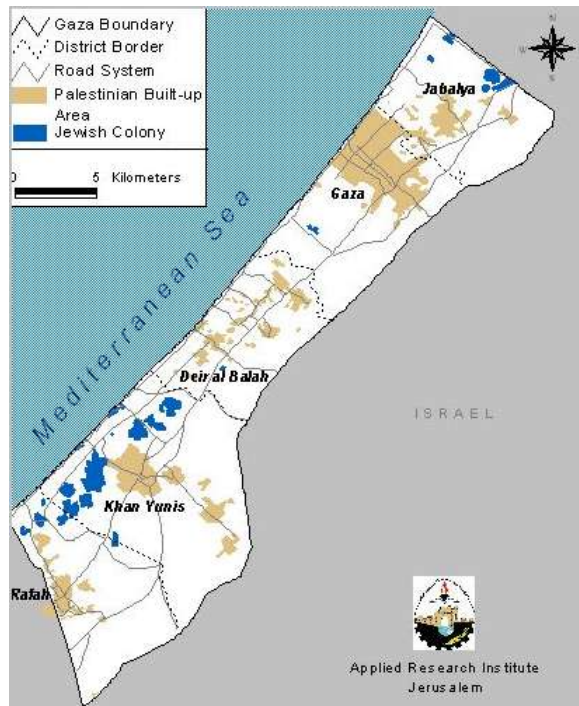 Gaza Boundary
District Border
Road System
Palestinian Built-up
Area
Jewish Colony
0 5 Kilometers
N
W E
S
Jabalya
Gaza
Mediterranean Sea
Deir al Balah
ISRAEL
Khan Yunis
Rafah
Applied Research Institute
Jerusalem